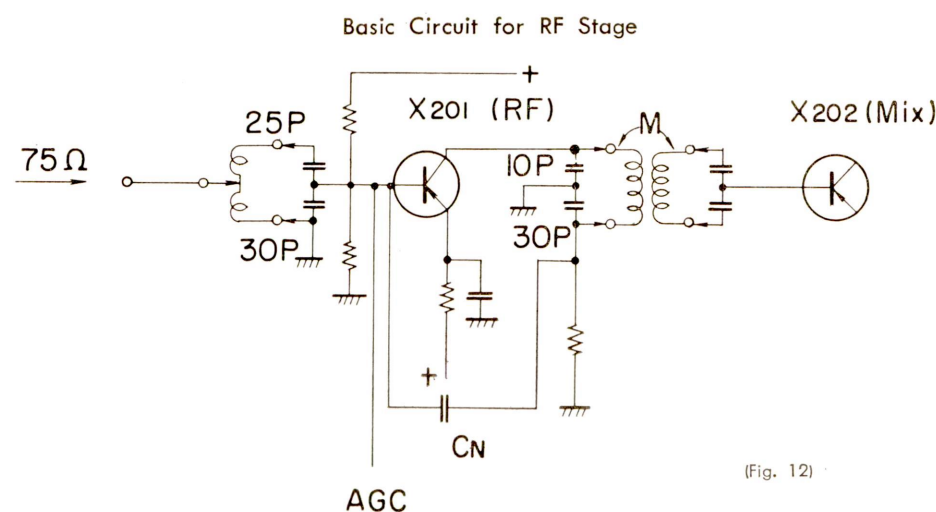 Basic Circuit for RF Stage
+
X201 (RF)
X202 (Mix)
25P
M
75Ω
10P
30P
30P
+
CN
AGC
(Fig. 12)